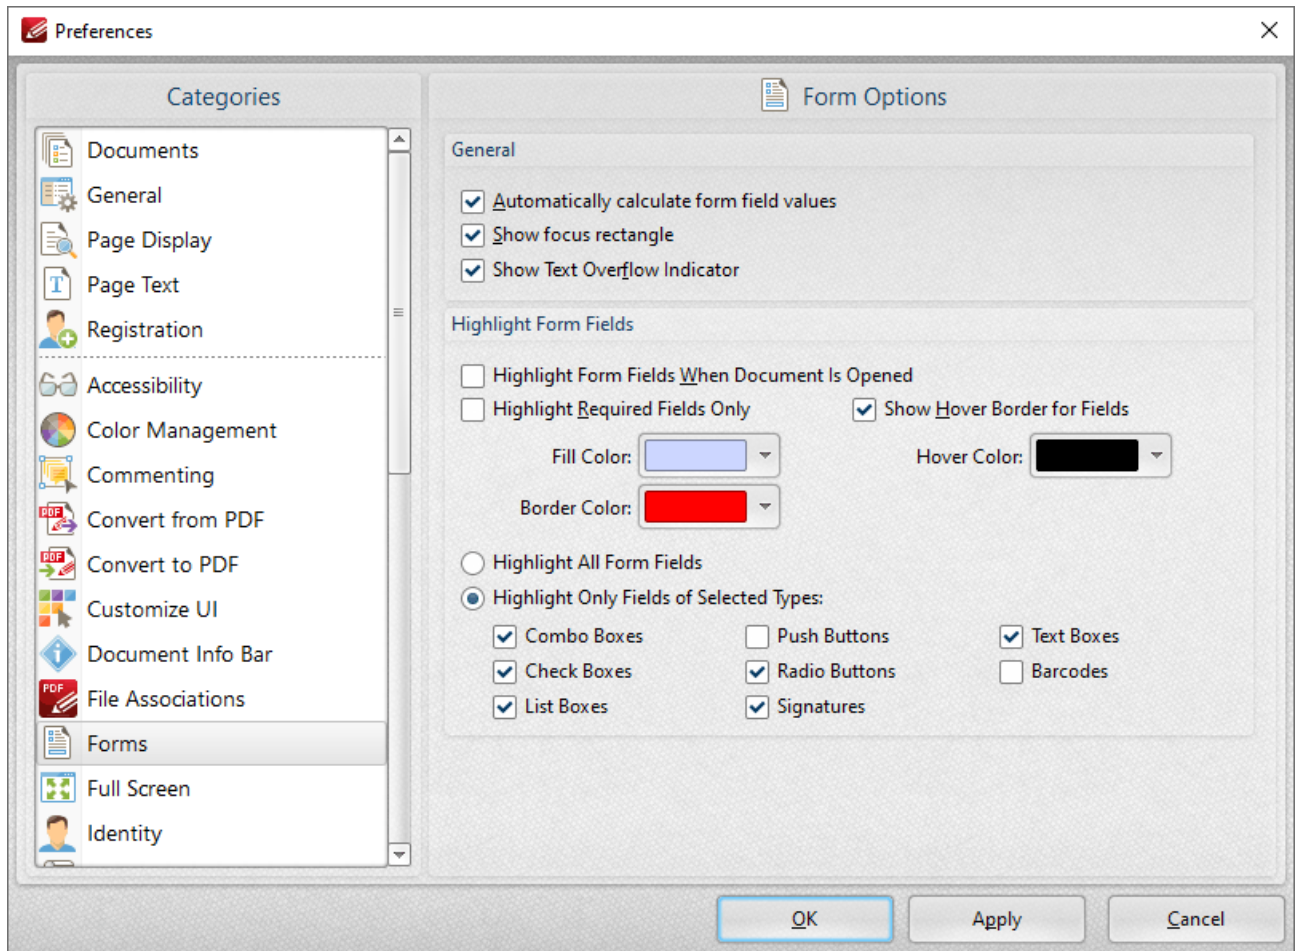 Preferences
Categories
Documents
General
Page Display
Page Text
Registration
Accessibility
Color Management
Commenting
Convert from PDF
Convert to PDF
Customize UI
Document Info Bar
File Associations
Forms
Full Screen
Identity
Form Options
General
Automatically calculate form field values
Show focus rectangle
Show Text Overflow Indicator
Highlight Form Fields
Highlight Form Fields When Document Is Opened
Highlight Required Fields Only
Show Hover Border for Fields
Fill Color:
Hover Color:
Border Color:
Highlight All Form Fields
Highlight Only Fields of Selected Types:
Combo Boxes
Push Buttons
Text Boxes
Check Boxes
Radio Buttons
Barcodes
List Boxes
Signatures
OK
Apply
Cancel